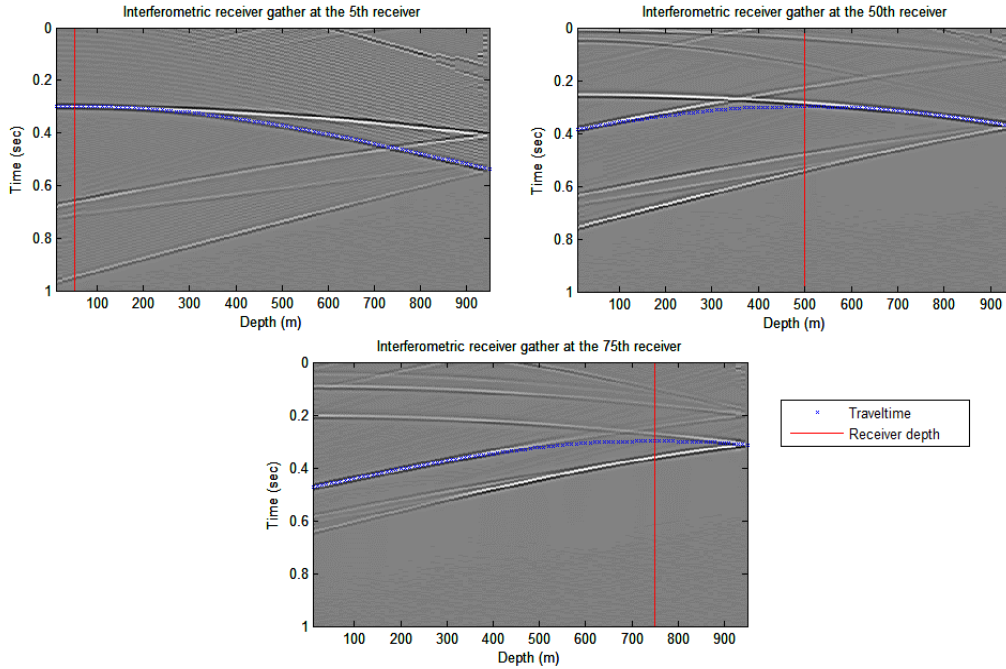 Interferometric receiver gather at the 5th receiver
0
0.2
0.4
0.6
0.8
1
Time (sec)
100 200 300 400 500 600 700 800 900
Depth (m)
Interferometric receiver gather at the 50th receiver
0
0.2
0.4
0.6
0.8
1
Time (sec)
100 200 300 400 500 600 700 800 900
Depth (m)
Interferometric receiver gather at the 75th receiver
0
0.2
0.4
0.6
0.8
1
Time (sec)
100 200 300 400 500 600 700 800 900
Depth (m)
Traveltime
Receiver depth